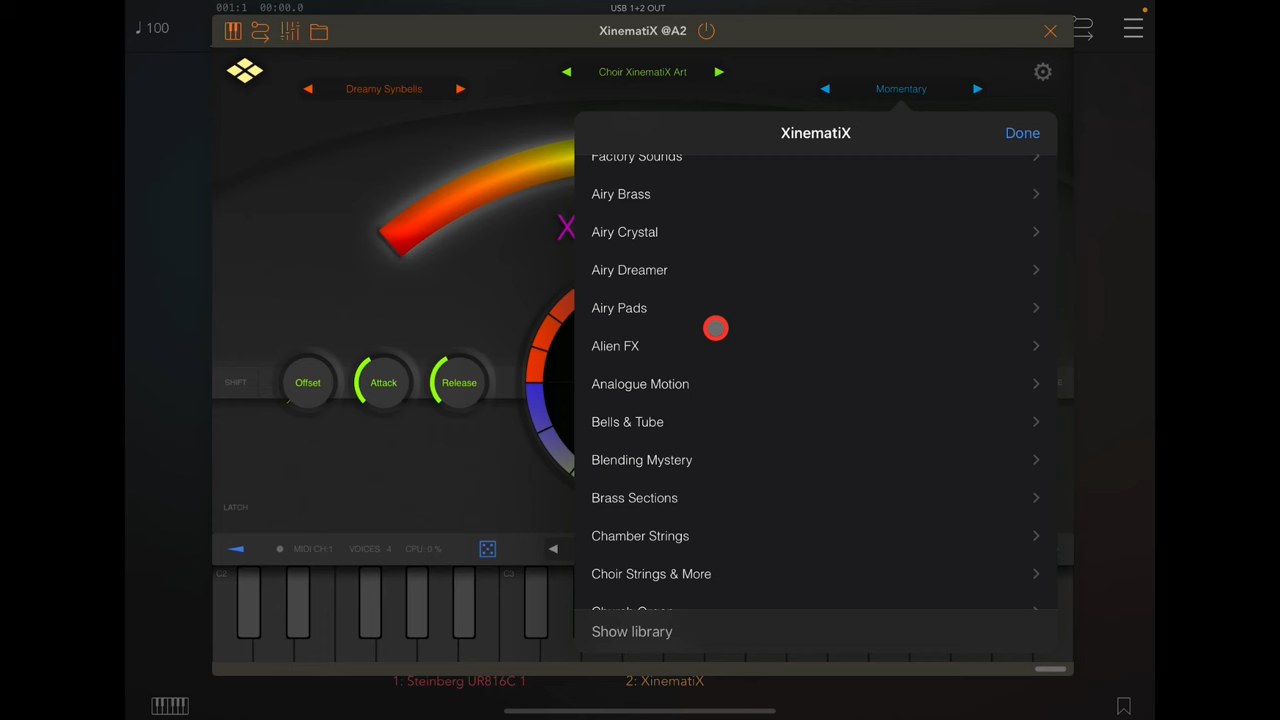 001:1 00:00.0
USB 1+2 OUT
♩ 100
XinematiX @A2
Choir XinematiX Art
Dreamy Synbells
Momentary
XinematiX
Done
Factory Sounds
Airy Brass
Airy Crystal
Airy Dreamer
Airy Pads
Alien FX
Analogue Motion
Bells & Tube
Blending Mystery
Brass Sections
Chamber Strings
Choir Strings & More
Church Organ
Show library
X
SHIFT
Offset
Attack
Release
E
LATCH
MIDI CH:1
VOICES: 4
CPU: 0 %
C2
C3
1: Steinberg UR816C 1
2: XinematiX